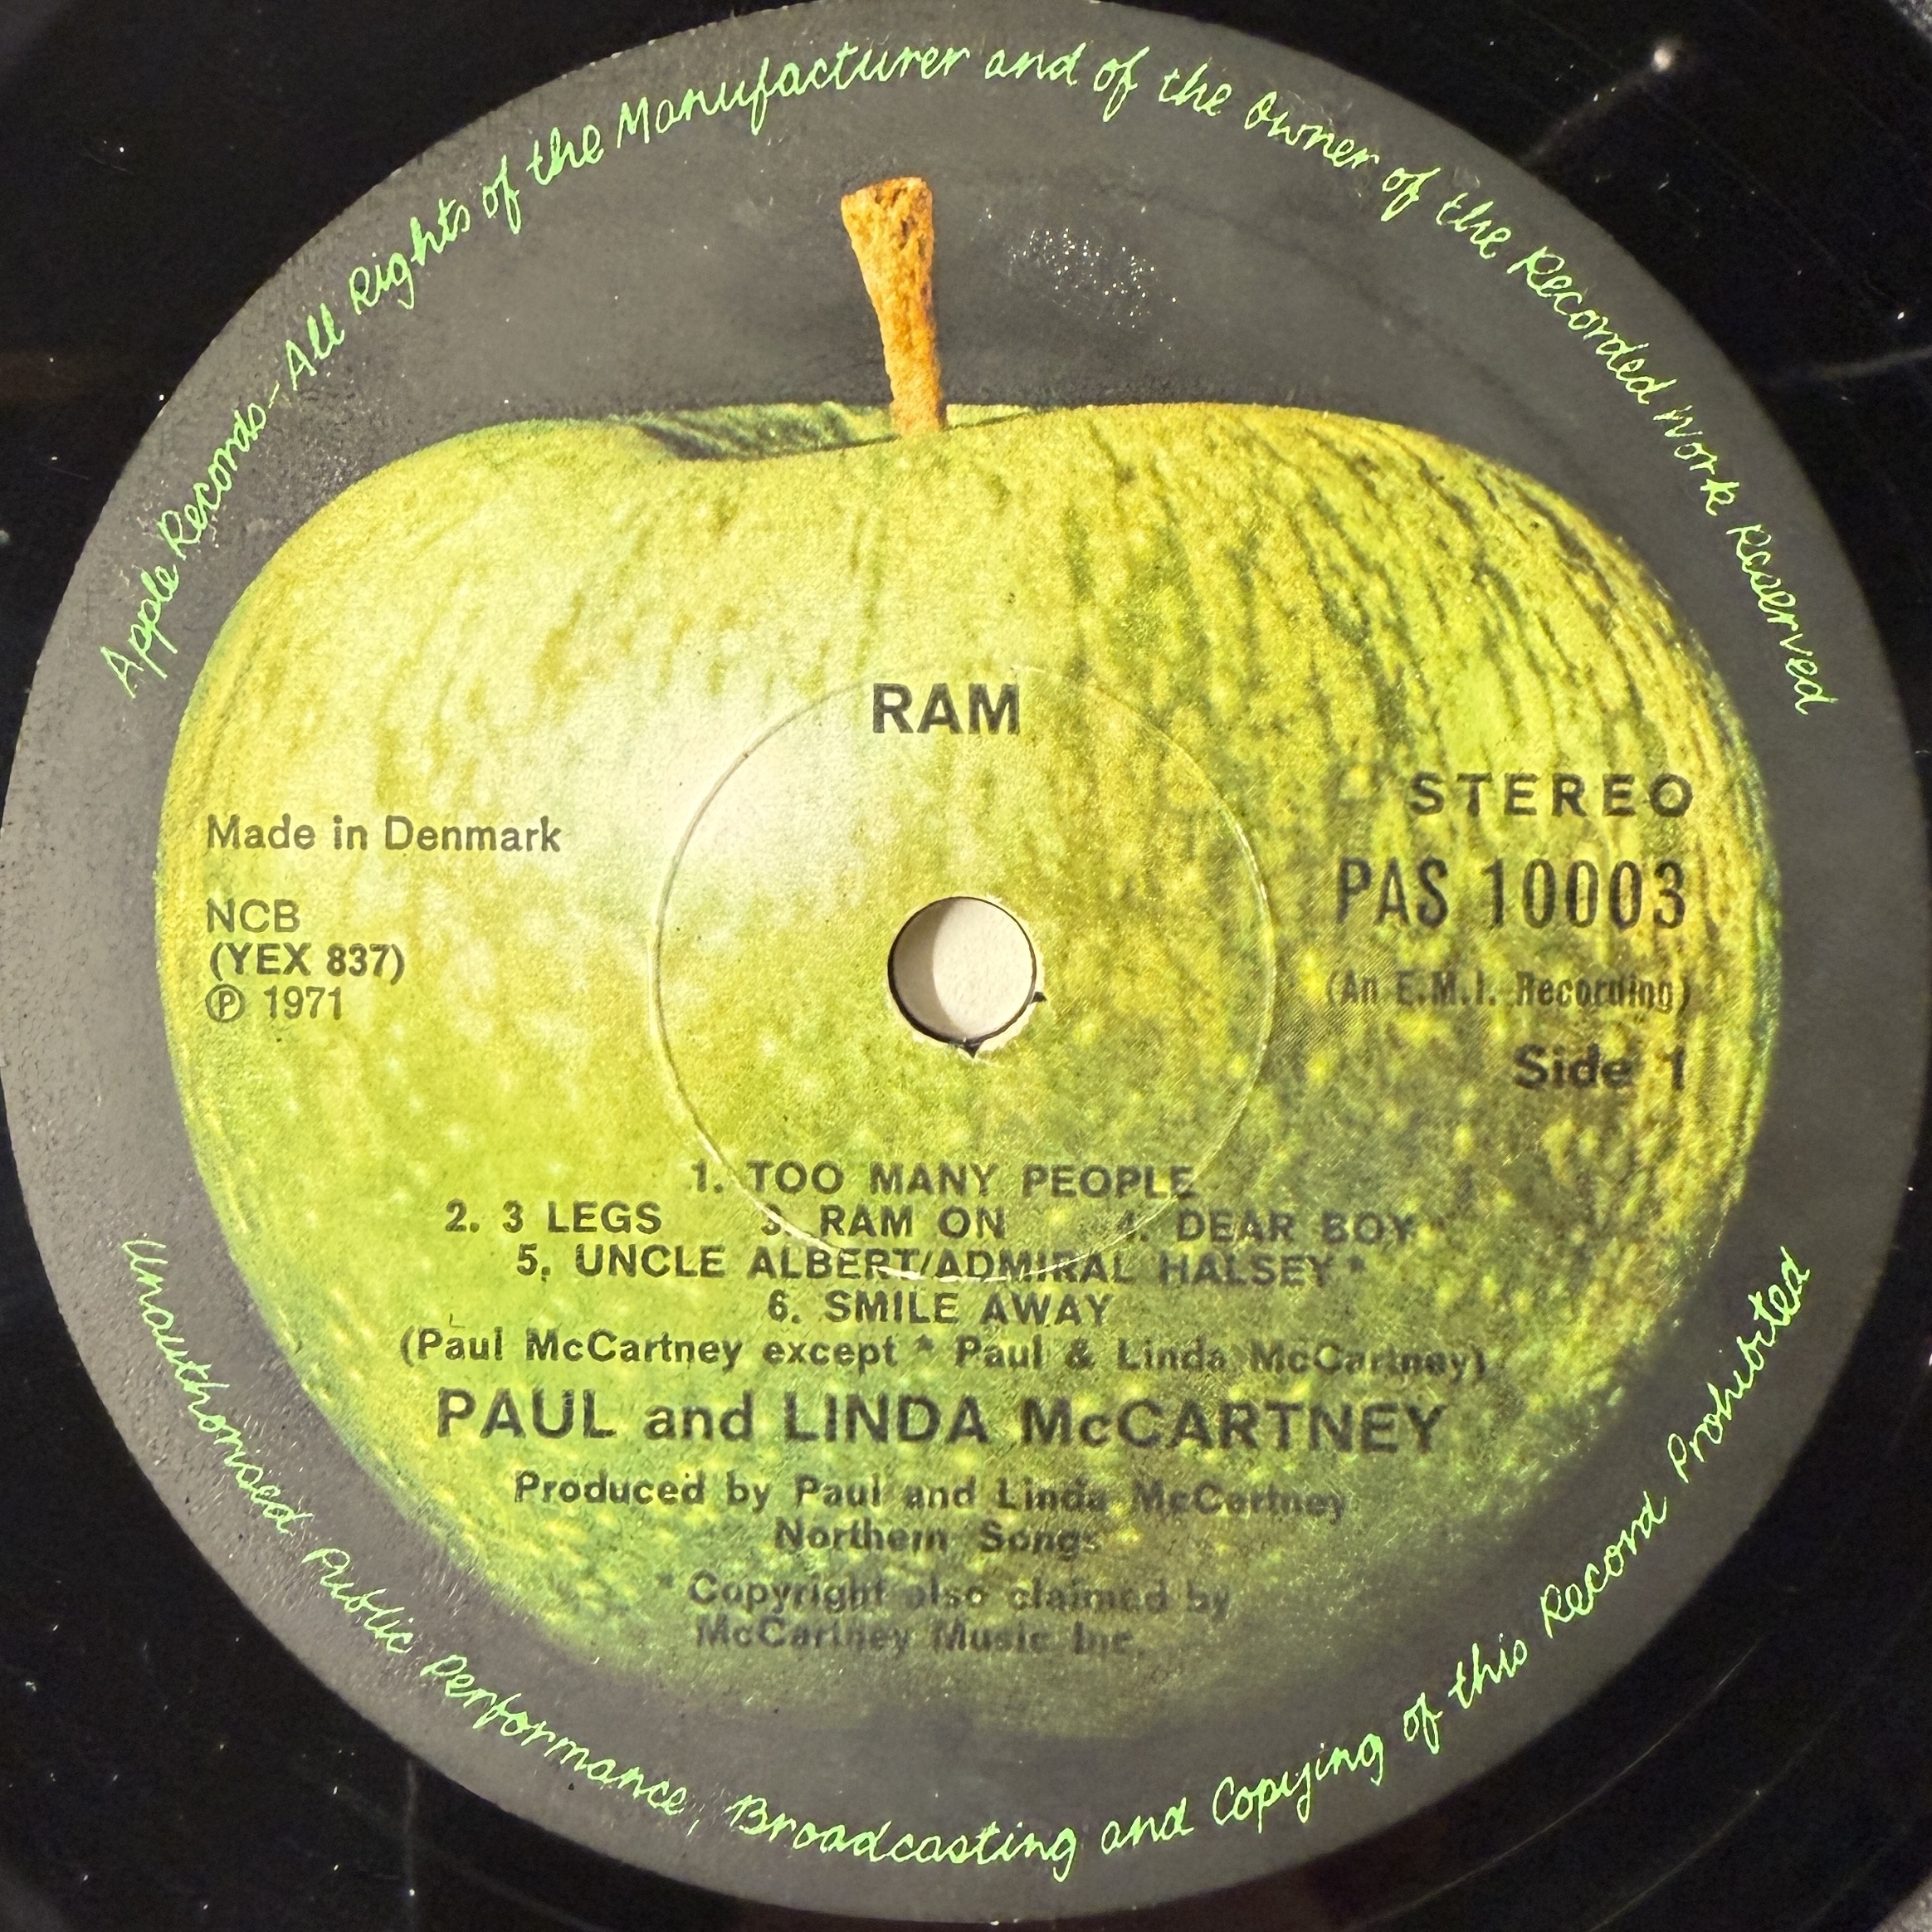 Apple Records - All Rights of the Manufacturer and of the Owner of the Recorded Work Reserved
RAM
Made in Denmark
NCB
(YEX 837)
℗ 1971
STEREO
PAS 10003
(An E.M.I. Recording)
Side 1
1. TOO MANY PEOPLE
2. 3 LEGS 3. RAM ON 4. DEAR BOY
5. UNCLE ALBERT/ADMIRAL HALSEY *
6. SMILE AWAY
(Paul McCartney except * Paul & Linda McCartney)
PAUL and LINDA McCARTNEY
Produced by Paul and Linda McCartney
Northern Songs
* Copyright also claimed by
McCartney Music Inc.
Unauthorised Public Performance, Broadcasting and Copying of this Record Prohibited